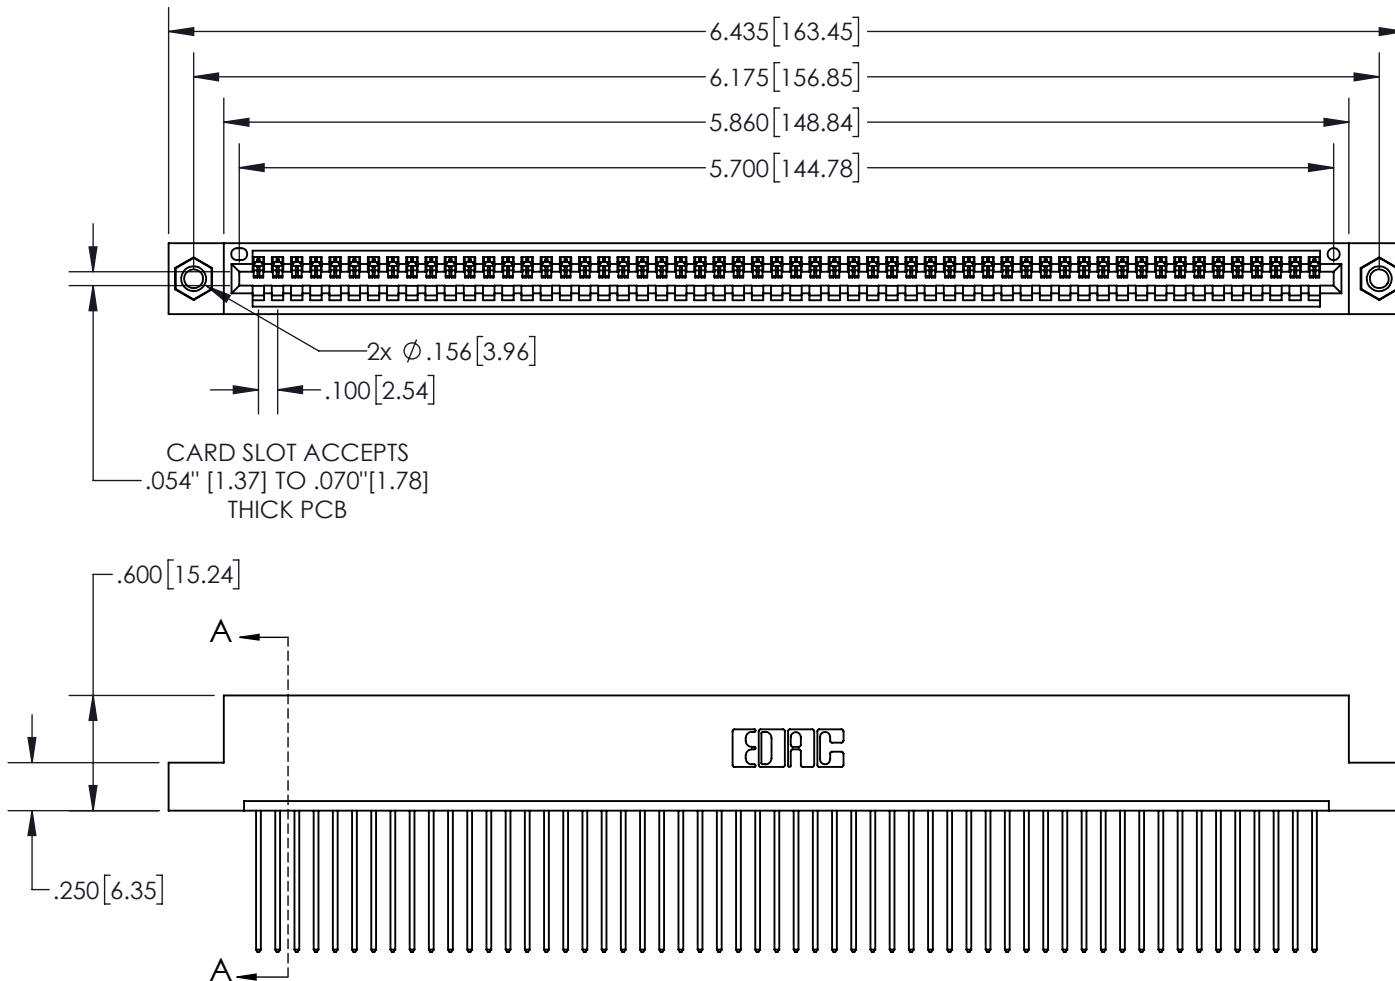 6.435[163.45]
6.175[156.85]
5.860[148.84]
5.700[144.78]
2x Ø.156[3.96]
.100[2.54]
CARD SLOT ACCEPTS
.054" [1.37] TO .070"[1.78]
THICK PCB
.600[15.24]
A
EDAC
.250[6.35]
A